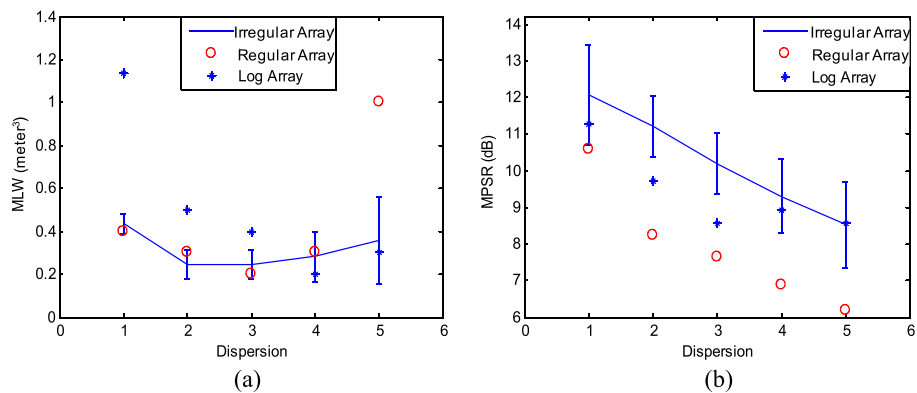 1.4
1.2
1
0.8
0.6
0.4
0.2
0
0 1 2 3 4 5 6
MLW (meter³)
Dispersion
Irregular Array
Regular Array
Log Array
(a)
14
13
12
11
10
9
8
7
6
0 1 2 3 4 5 6
MPSR (dB)
Dispersion
Irregular Array
Regular Array
Log Array
(b)